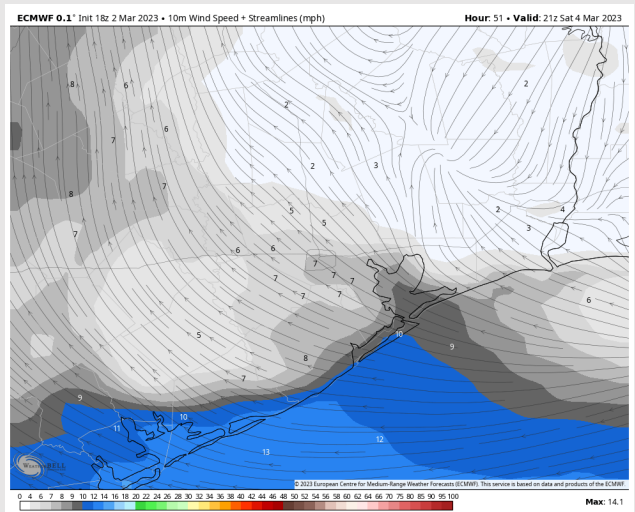 ECMWF 0.1° Init 18z 2 Mar 2023 • 10m Wind Speed + Streamlines (mph) Hour: 51 • Valid: 21z Sat 4 Mar 2023
8 6 2
2
7 6
2 3
8 7
5 2 4
5 3
7
6 6
7 7 7
7 7 7
6
5 10 9
8
7
9
10
11 12
13
WeatherBELL
© 2023 European Centre for Medium-Range Weather Forecasts (ECMWF). This service is based on data and products of the ECMWF.
0 2 4 6 7 8 9 10 12 14 16 18 20 22 24 26 28 30 32 34 36 38 40 42 44 46 48 50 52 54 56 58 60 62 64 66 68 70 75 80 85 90 95 100
Max: 14.1